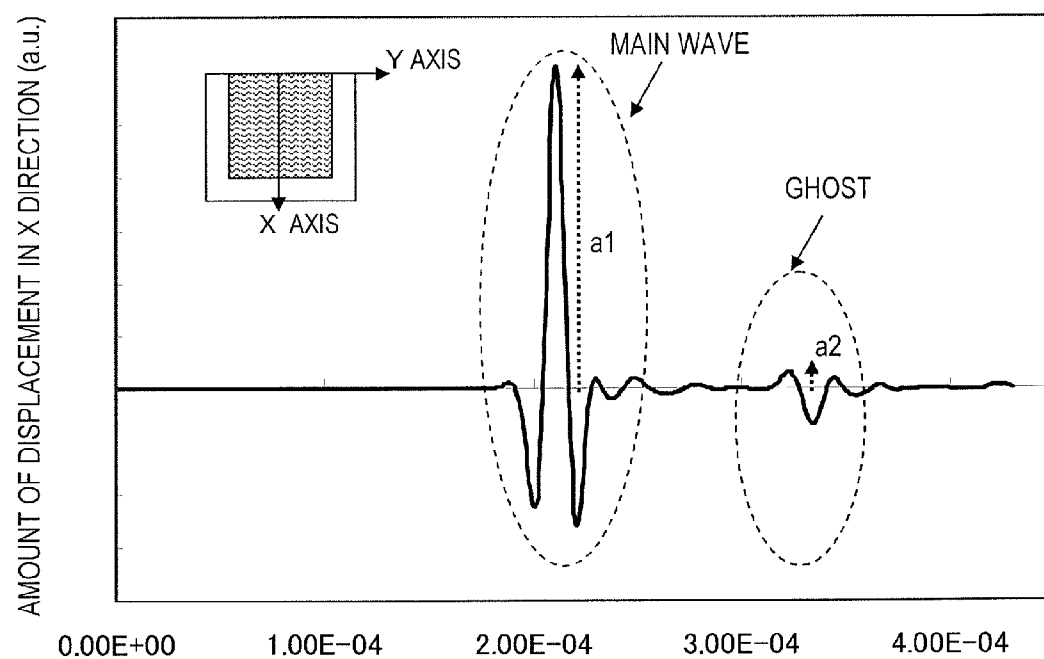 AMOUNT OF DISPLACEMENT IN X DIRECTION (a.u.)
MAIN WAVE
Y AXIS
GHOST
X AXIS
a1
a2
0.00E+00 1.00E-04 2.00E-04 3.00E-04 4.00E-04